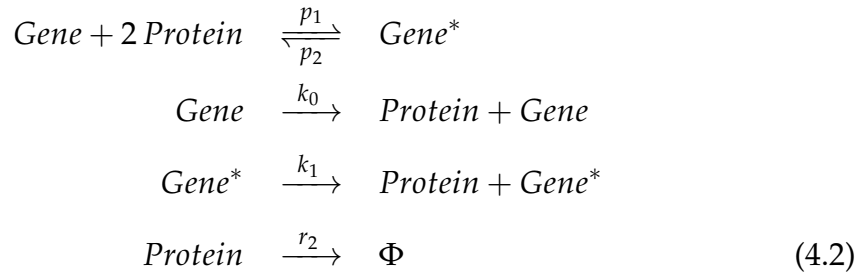 Gene + 2 Protein ⇌ Gene*
p₁
p₂
Gene —k₀→ Protein + Gene
Gene* —k₁→ Protein + Gene*
Protein —r₂→ Φ (4.2)